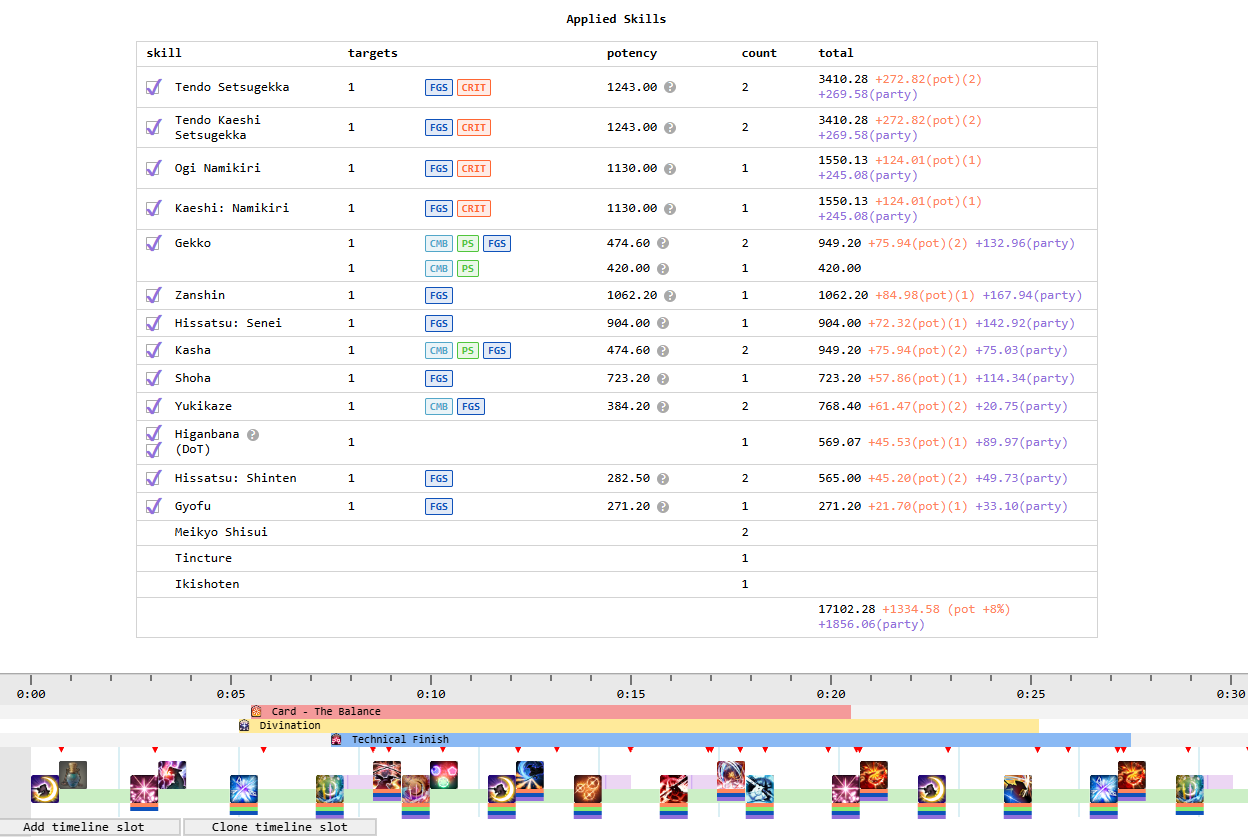 Applied Skills
skill targets potency count total
Tendo Setsugekka 1 FGS CRIT 1243.00 ? 2 3410.28 +272.82(pot)(2)
+269.58(party)
Tendo Kaeshi
Setsugekka 1 FGS CRIT 1243.00 ? 2 3410.28 +272.82(pot)(2)
+269.58(party)
Ogi Namikiri 1 FGS CRIT 1130.00 ? 1 1550.13 +124.01(pot)(1)
+245.08(party)
Kaeshi: Namikiri 1 FGS CRIT 1130.00 ? 1 1550.13 +124.01(pot)(1)
+245.08(party)
Gekko 1 CMB PS FGS 474.60 ? 2 949.20 +75.94(pot)(2) +132.96(party)
1 CMB PS 420.00 ? 1 420.00
Zanshin 1 FGS 1062.20 ? 1 1062.20 +84.98(pot)(1) +167.94(party)
Hissatsu: Senei 1 FGS 904.00 ? 1 904.00 +72.32(pot)(1) +142.92(party)
Kasha 1 CMB PS FGS 474.60 ? 2 949.20 +75.94(pot)(2) +75.03(party)
Shoha 1 FGS 723.20 ? 1 723.20 +57.86(pot)(1) +114.34(party)
Yukikaze 1 CMB FGS 384.20 ? 2 768.40 +61.47(pot)(2) +20.75(party)
Higanbana ?
(DoT) 1 1 569.07 +45.53(pot)(1) +89.97(party)
Hissatsu: Shinten 1 FGS 282.50 ? 2 565.00 +45.20(pot)(2) +49.73(party)
Gyofu 1 FGS 271.20 ? 1 271.20 +21.70(pot)(1) +33.10(party)
Meikyo Shisui 2
Tincture 1
Ikishoten 1
17102.28 +1334.58 (pot +8%)
+1856.06(party)
0:00 0:05 0:10 0:15 0:20 0:25 0:30
Card - The Balance
Divination
Technical Finish
Add timeline slot Clone timeline slot